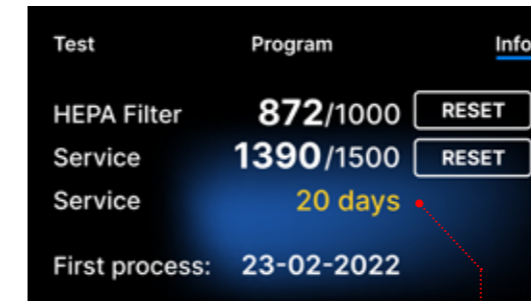 Test Program Info
HEPA Filter 872/1000 RESET
Service 1390/1500 RESET
Service 20 days
First process: 23-02-2022